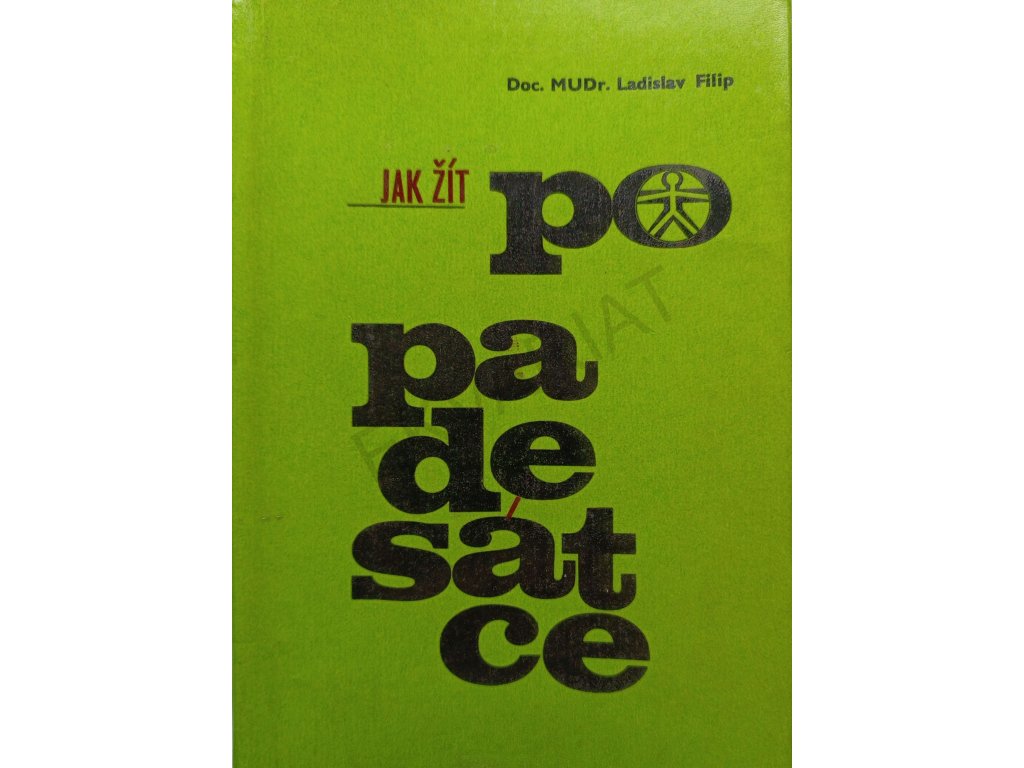 Doc. MUDr. Ladislav Filip
JAK ŽÍT po
pa
de
sát
ce